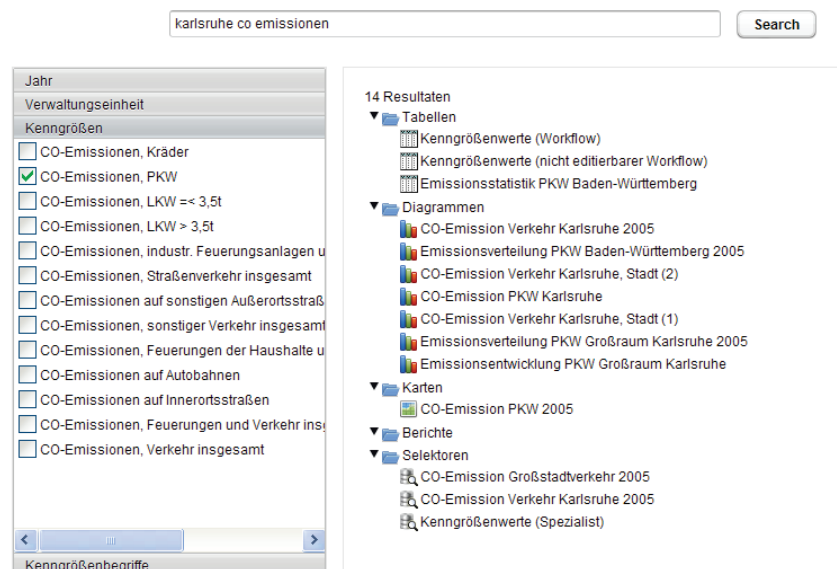 karlsruhe co emissionen
Search
Jahr
Verwaltungseinheit
Kenngrößen
CO-Emissionen, Kräder
CO-Emissionen, PKW
CO-Emissionen, LKW =< 3,5t
CO-Emissionen, LKW > 3,5t
CO-Emissionen, industr. Feuerungsanlagen u
CO-Emissionen, Straßenverkehr insgesamt
CO-Emissionen auf sonstigen Außerortsstraß
CO-Emissionen, sonstiger Verkehr insgesamt
CO-Emissionen, Feuerungen der Haushalte u
CO-Emissionen auf Autobahnen
CO-Emissionen auf Innerortsstraßen
CO-Emissionen, Feuerungen und Verkehr ins
CO-Emissionen, Verkehr insgesamt
Kenngrößenbegriffe
14 Resultaten
Tabellen
Kenngrößenwerte (Workflow)
Kenngrößenwerte (nicht editierbarer Workflow)
Emissionsstatistik PKW Baden-Württemberg
Diagrammen
CO-Emission Verkehr Karlsruhe 2005
Emissionsverteilung PKW Baden-Württemberg 2005
CO-Emission Verkehr Karlsruhe, Stadt (2)
CO-Emission PKW Karlsruhe
CO-Emission Verkehr Karlsruhe, Stadt (1)
Emissionsverteilung PKW Großraum Karlsruhe 2005
Emissionsentwicklung PKW Großraum Karlsruhe
Karten
CO-Emission PKW 2005
Berichte
Selektoren
CO-Emission Großstadtverkehr 2005
CO-Emission Verkehr Karlsruhe 2005
Kenngrößenwerte (Spezialist)